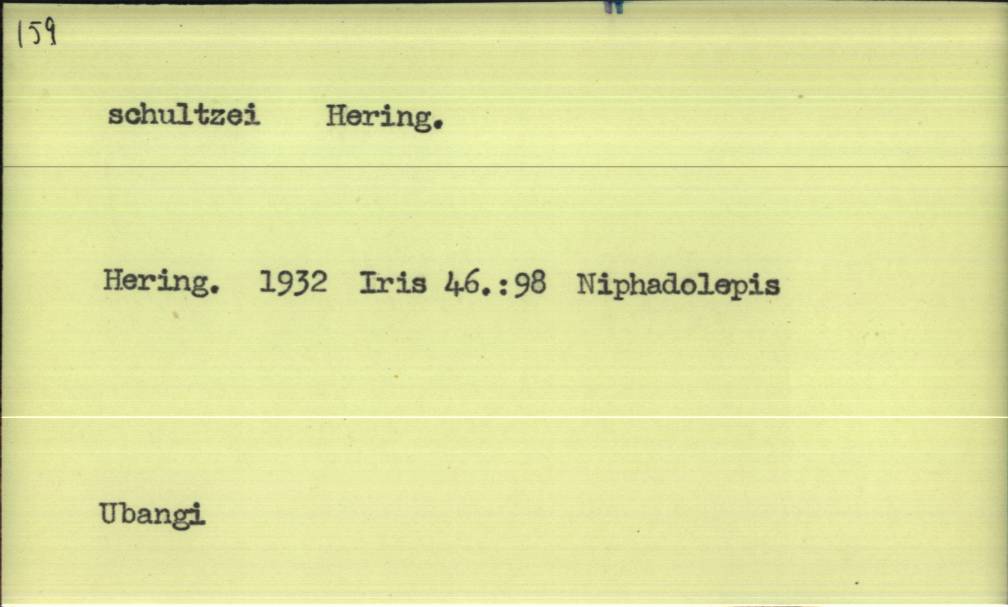 159
schultzei Hering.
Hering. 1932 Iris 46.:98 Niphadolepis
Ubangi